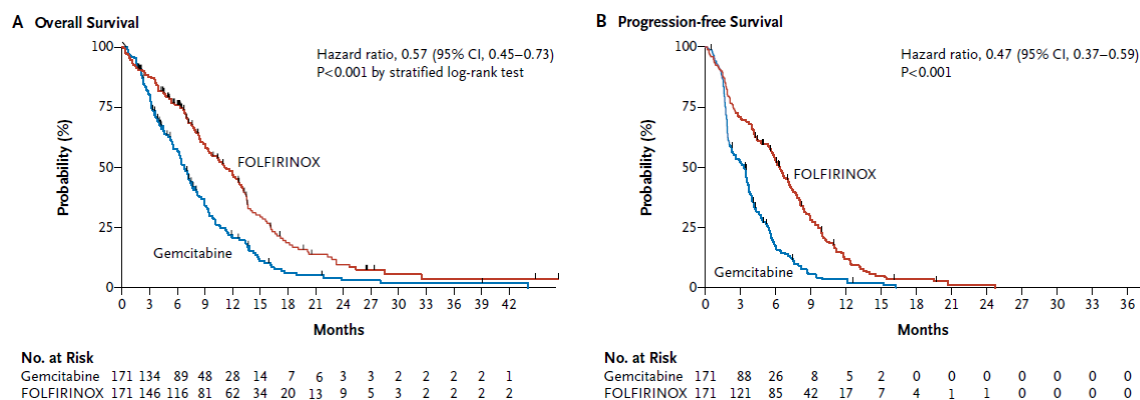 A Overall Survival
100
75
50
25
0
Probability (%)
Hazard ratio, 0.57 (95% CI, 0.45–0.73)
P<0.001 by stratified log-rank test
FOLFIRINOX
Gemcitabine
0 3 6 9 12 15 18 21 24 27 30 33 36 39 42
Months
No. at Risk
Gemcitabine 171 134 89 48 28 14 7 6 3 3 2 2 2 2 1
FOLFIRINOX 171 146 116 81 62 34 20 13 9 5 3 2 2 2 2
B Progression-free Survival
100
75
50
25
0
Probability (%)
Hazard ratio, 0.47 (95% CI, 0.37–0.59)
P<0.001
FOLFIRINOX
Gemcitabine
0 3 6 9 12 15 18 21 24 27 30 33 36
Months
No. at Risk
Gemcitabine 171 88 26 8 5 2 0 0 0 0 0 0 0
FOLFIRINOX 171 121 85 42 17 7 4 1 1 0 0 0 0